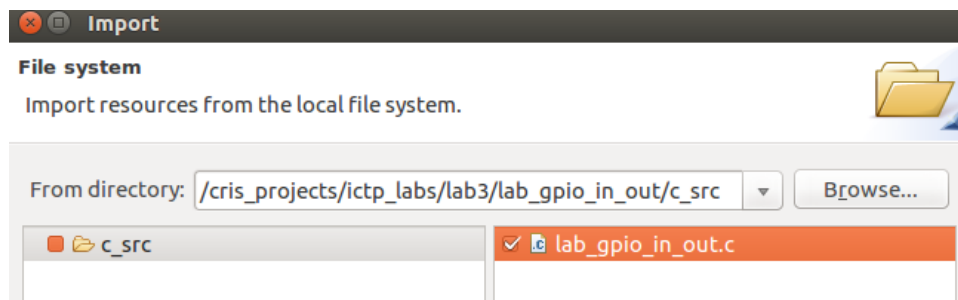 Import
File system
Import resources from the local file system.
From directory: /cris_projects/ictp_labs/lab3/lab_gpio_in_out/c_src Browse...
c_src .c lab_gpio_in_out.c